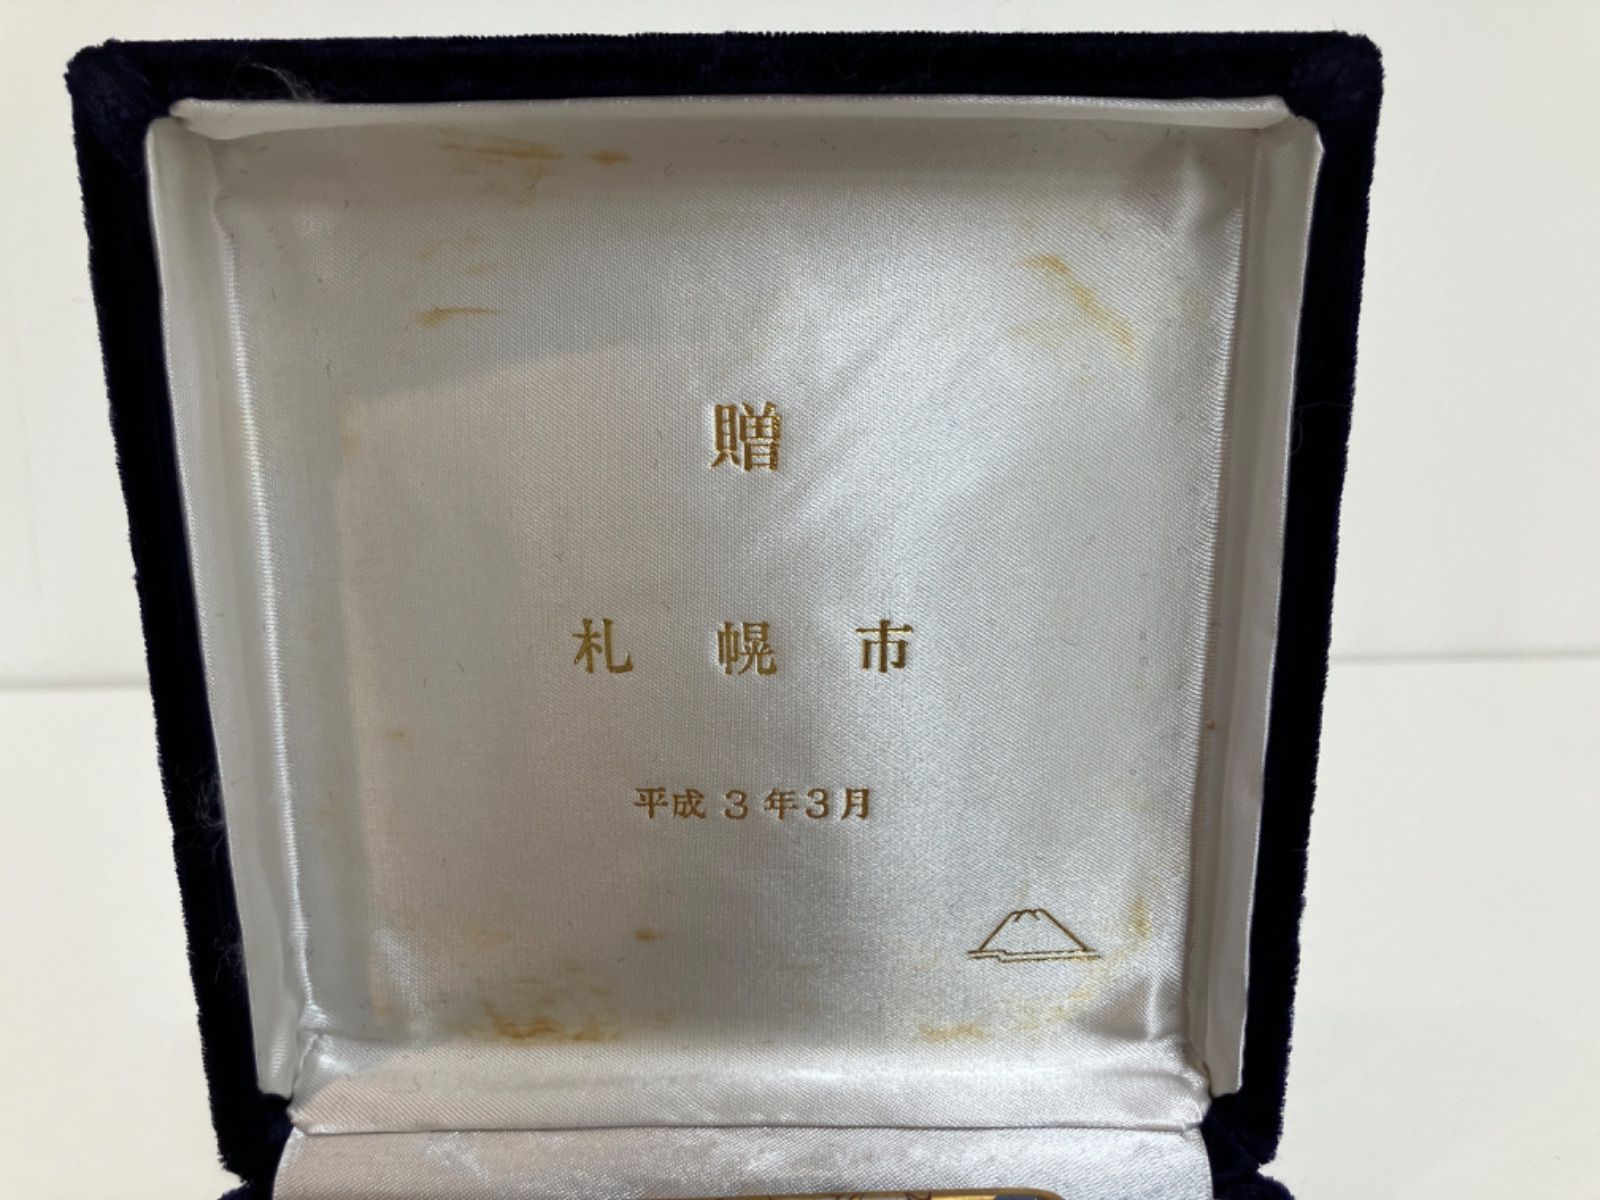 贈
札幌市
平成3年3月